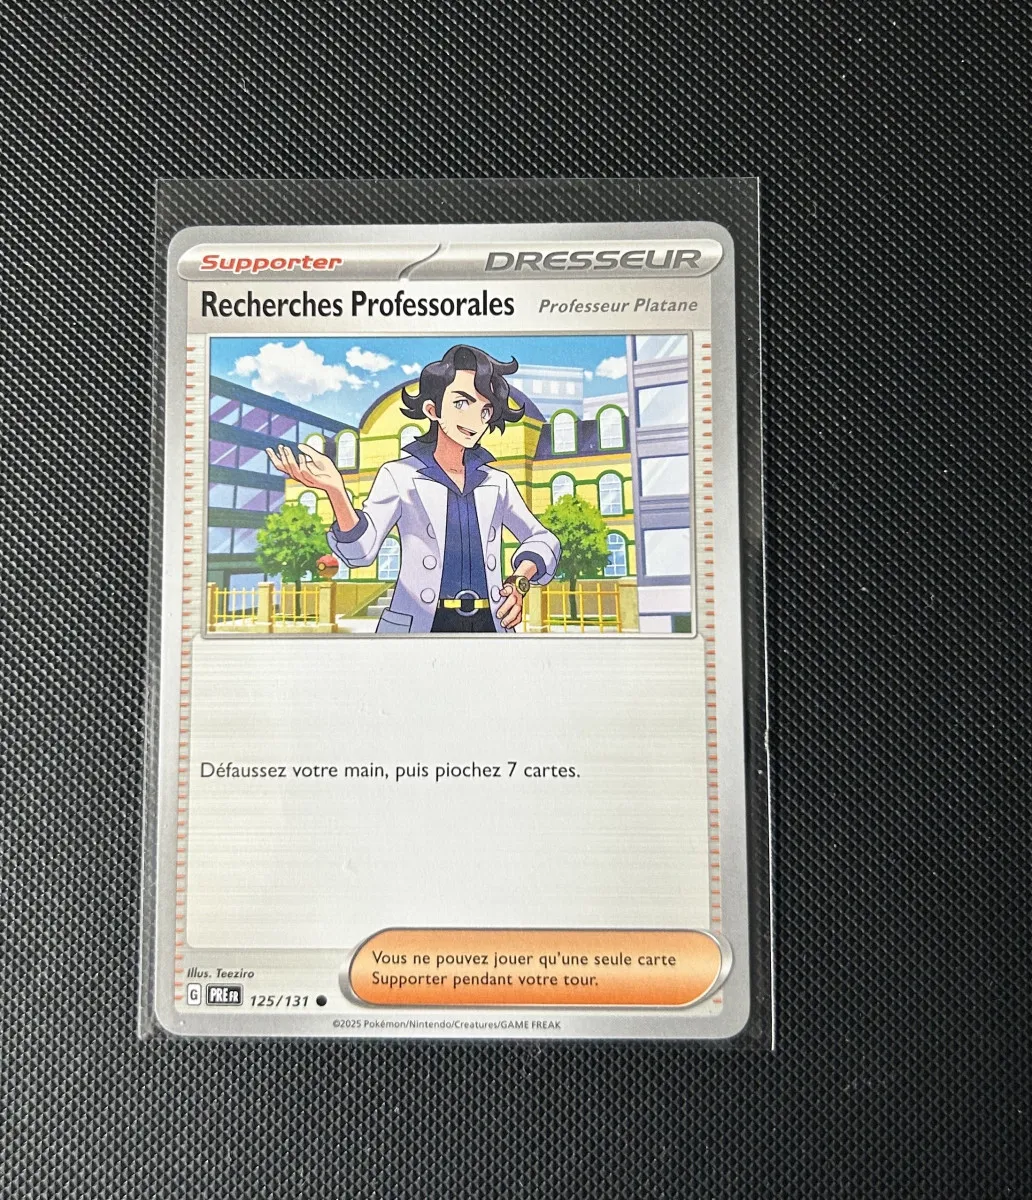 Supporter DRESSEUR
Recherches Professorales Professeur Platane
Défaussez votre main, puis piochez 7 cartes.
Vous ne pouvez jouer qu'une seule carte
Supporter pendant votre tour.
Illus. Teeziro
G PRE FR 125/131
©2025 Pokémon/Nintendo/Creatures/GAME FREAK